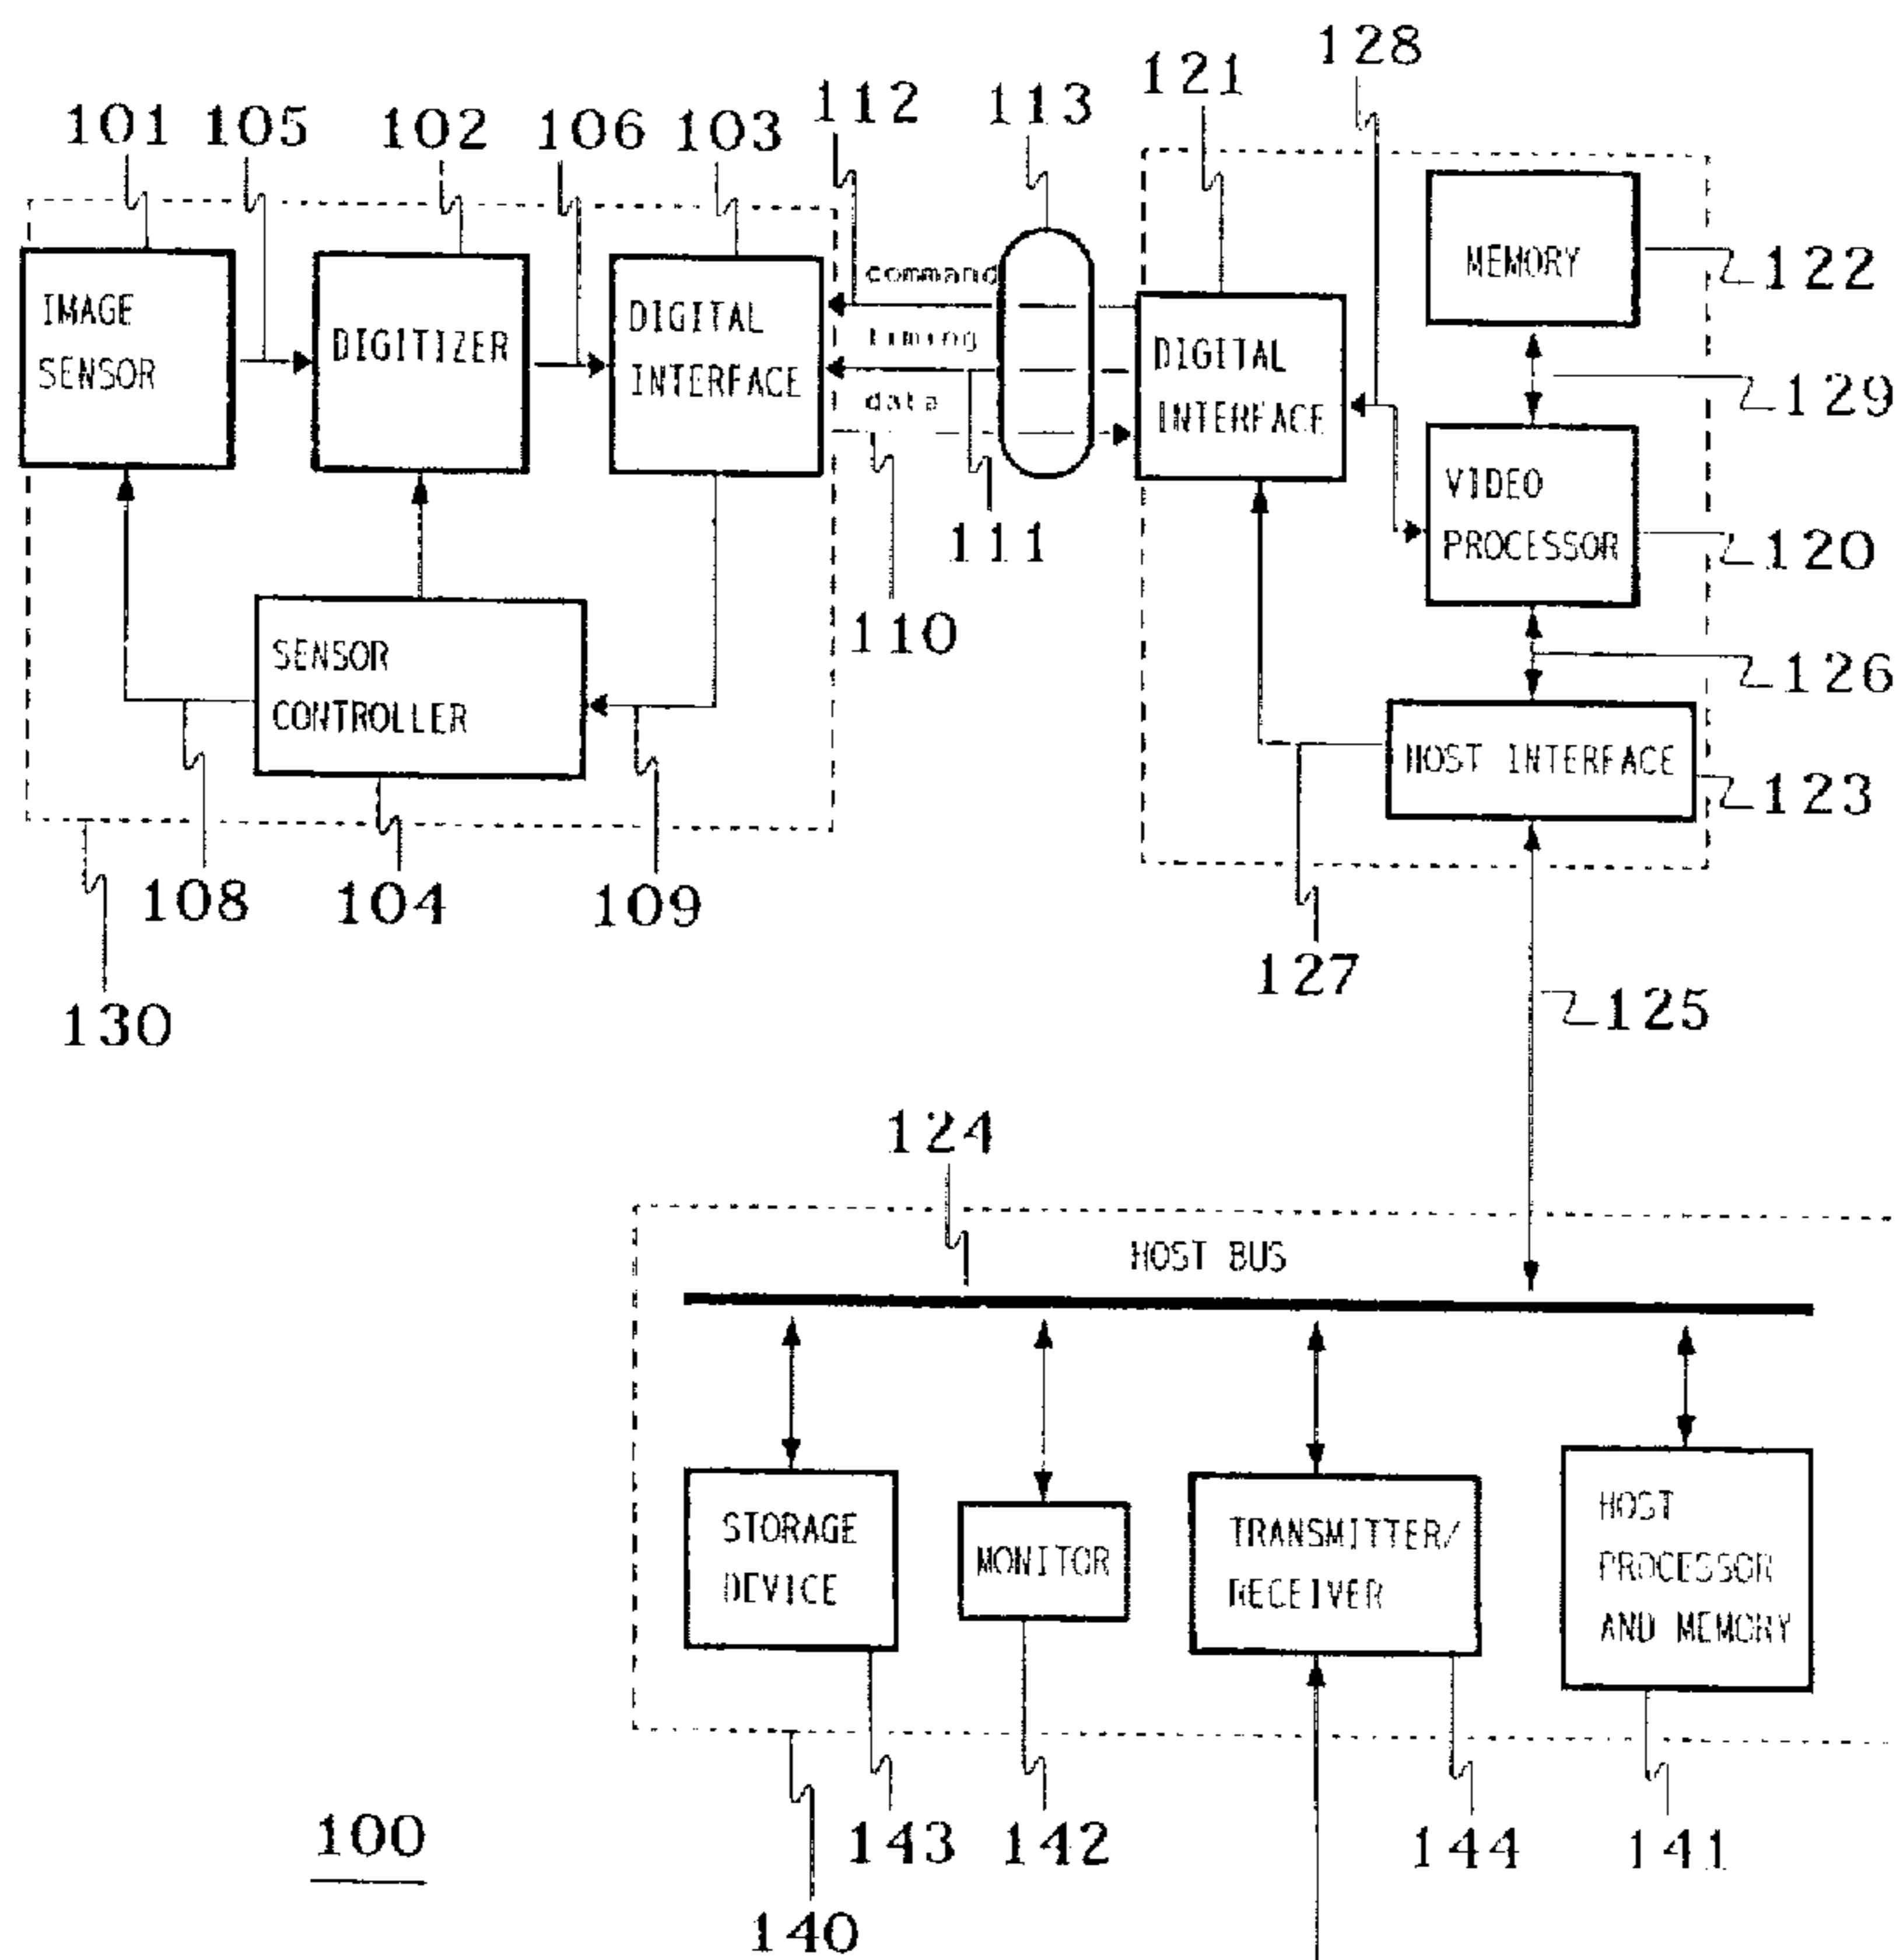 128
121
112
113
101
105
102
106
103
command
timing
data
IMAGE
SENSOR
DIGITIZER
DIGITAL
INTERFACE
DIGITAL
INTERFACE
MEMORY
122
129
VIDEO
PROCESSOR
120
111
110
SENSOR
CONTROLLER
126
HOST INTERFACE
123
108
104
109
127
130
125
124
HOST BUS
STORAGE
DEVICE
MONITOR
TRANSMITTER/
RECEIVER
HOST
PROCESSOR
AND MEMORY
100
143
142
144
141
140